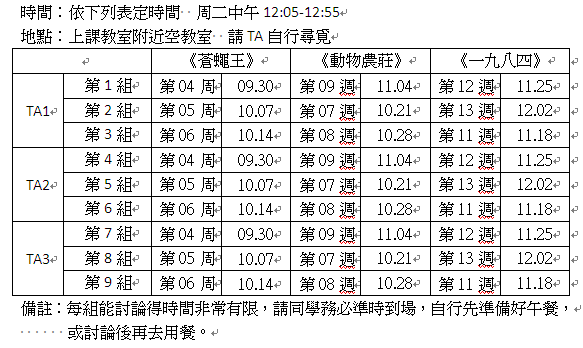 時間：依下列表定時間 周二中午 12:05-12:55
地點：上課教室附近空教室 請 TA 自行尋覓
《蒼蠅王》 《動物農莊》 《一九八四》
TA1
第 1 組 第 04 周 09.30 第 09 週 11.04 第 12 週 11.25
第 2 組 第 05 周 10.07 第 07 週 10.21 第 13 週 12.02
第 3 組 第 06 周 10.14 第 08 週 10.28 第 11 週 11.18
TA2
第 4 組 第 04 周 09.30 第 09 週 11.04 第 12 週 11.25
第 5 組 第 05 周 10.07 第 07 週 10.21 第 13 週 12.02
第 6 組 第 06 周 10.14 第 08 週 10.28 第 11 週 11.18
TA3
第 7 組 第 04 周 09.30 第 09 週 11.04 第 12 週 11.25
第 8 組 第 05 周 10.07 第 07 週 10.21 第 13 週 12.02
第 9 組 第 06 周 10.14 第 08 週 10.28 第 11 週 11.18
備註：每組能討論得時間非常有限，請同學務必準時到場，自行先準備好午餐，
或討論後再去用餐。